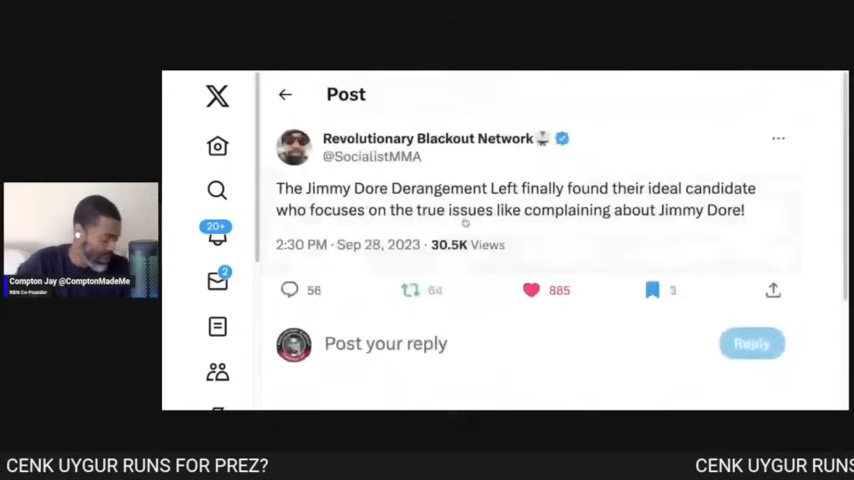 Post
Revolutionary Blackout Network
@SocialistMMA
The Jimmy Dore Derangement Left finally found their ideal candidate
who focuses on the true issues like complaining about Jimmy Dore!
2:30 PM · Sep 28, 2023 · 30.5K Views
20+
2
56
64
885
3
Post your reply
Reply
Compton Jay @ComptonMadeMe
RBN Co-Founder
CENK UYGUR RUNS FOR PREZ?
CENK UYGUR RUNS